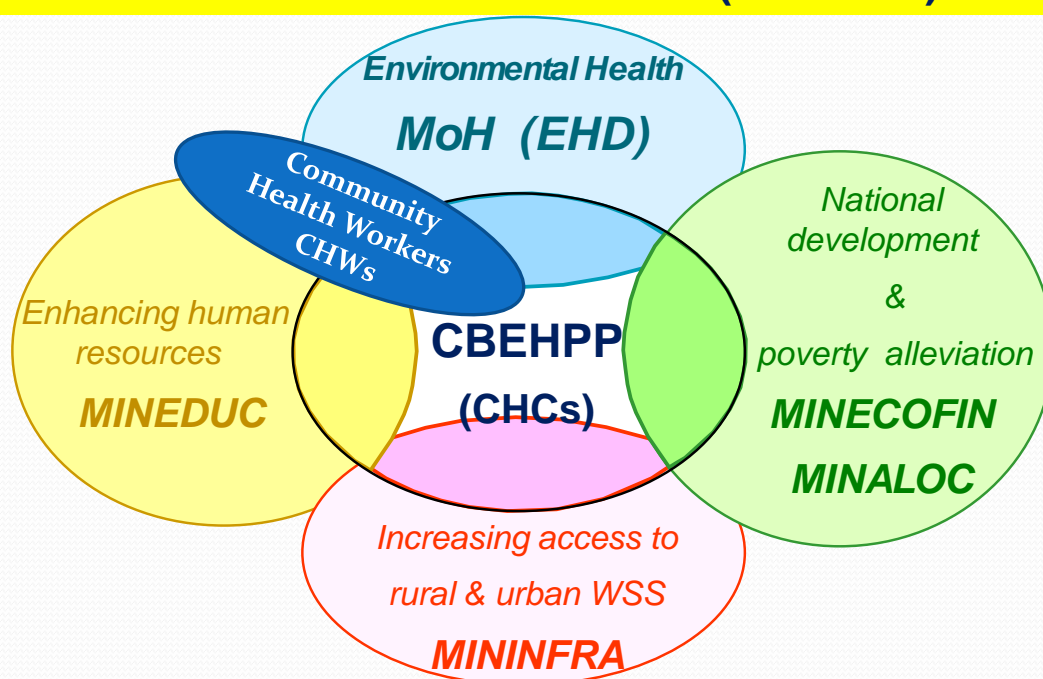 Environmental Health
MoH (EHD)
Community
Health Workers
CHWs
National
development
&
poverty alleviation
MINECOFIN
MINALOC
Enhancing human
resources
MINEDUC
CBEHPP
(CHCs)
Increasing access to
rural & urban WSS
MININFRA